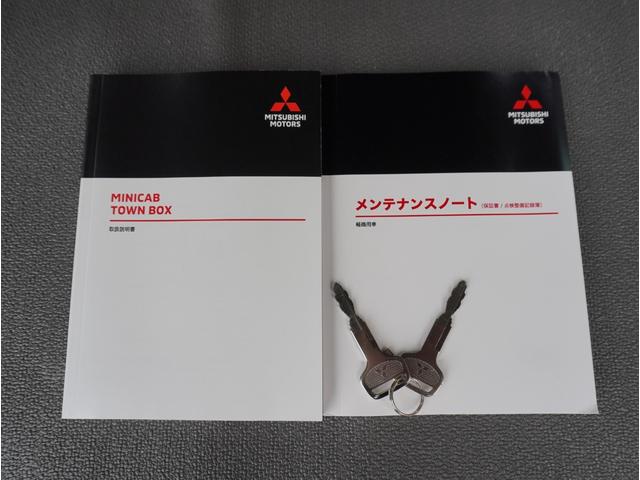 MITSUBISHI
MOTORS
MINICAB
TOWN BOX
取扱説明書
MITSUBISHI
MOTORS
メンテナンスノート（保証書 / 点検整備記録簿）
軽商用車